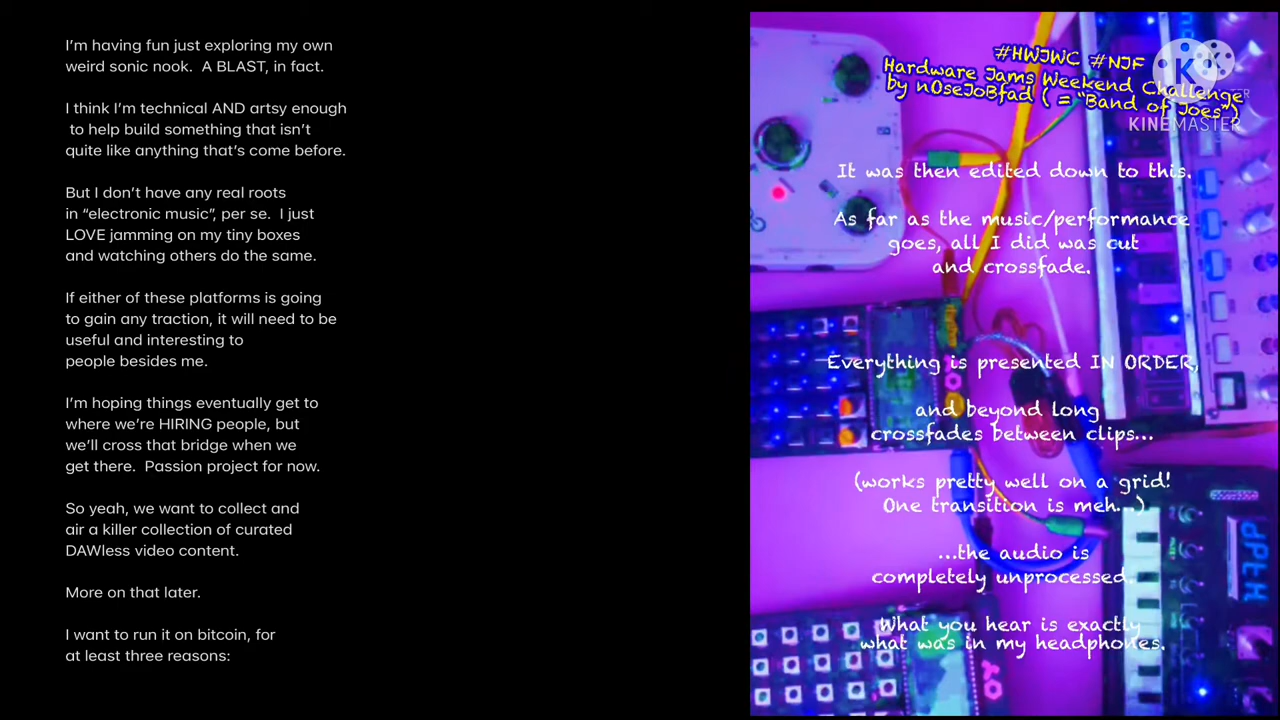 I'm having fun just exploring my own
weird sonic nook.  A BLAST, in fact.
I think I'm technical AND artsy enough
to help build something that isn't
quite like anything that's come before.
But I don't have any real roots
in “electronic music”, per se.  I just
LOVE jamming on my tiny boxes
and watching others do the same.
If either of these platforms is going
to gain any traction, it will need to be
useful and interesting to
people besides me.
I'm hoping things eventually get to
where we're HIRING people, but
we'll cross that bridge when we
get there.  Passion project for now.
So yeah, we want to collect and
air a killer collection of curated
DAWless video content.
More on that later.
I want to run it on bitcoin, for
at least three reasons:
#HWJWC #NJF
Hardware Jams Weekend Challenge
by nOseJoBfad ( = “Band of Joes”)
K
KINEMASTER
It was then edited down to this.
As far as the music/performance
goes, all I did was cut
and crossfade.
Everything is presented IN ORDER,
and beyond long
crossfades between clips...
(works pretty well on a grid!
One transition is meh...)
...the audio is
completely unprocessed.
What you hear is exactly
what was in my headphones.